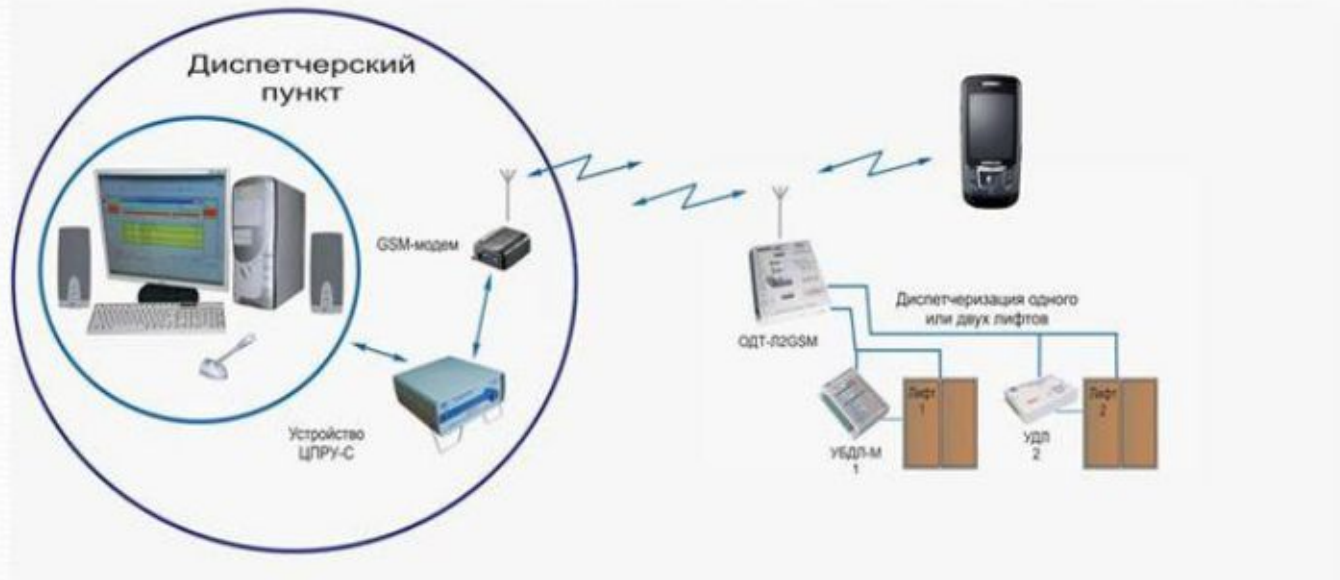 Диспетчерский
пункт
GSM-модем
Устройство
ЦПРУ-С
ОДТ-Л2GSM
Диспетчеризация одного
или двух лифтов
УБДЛ-М
1
Лифт
1
УДЛ
2
Лифт
2